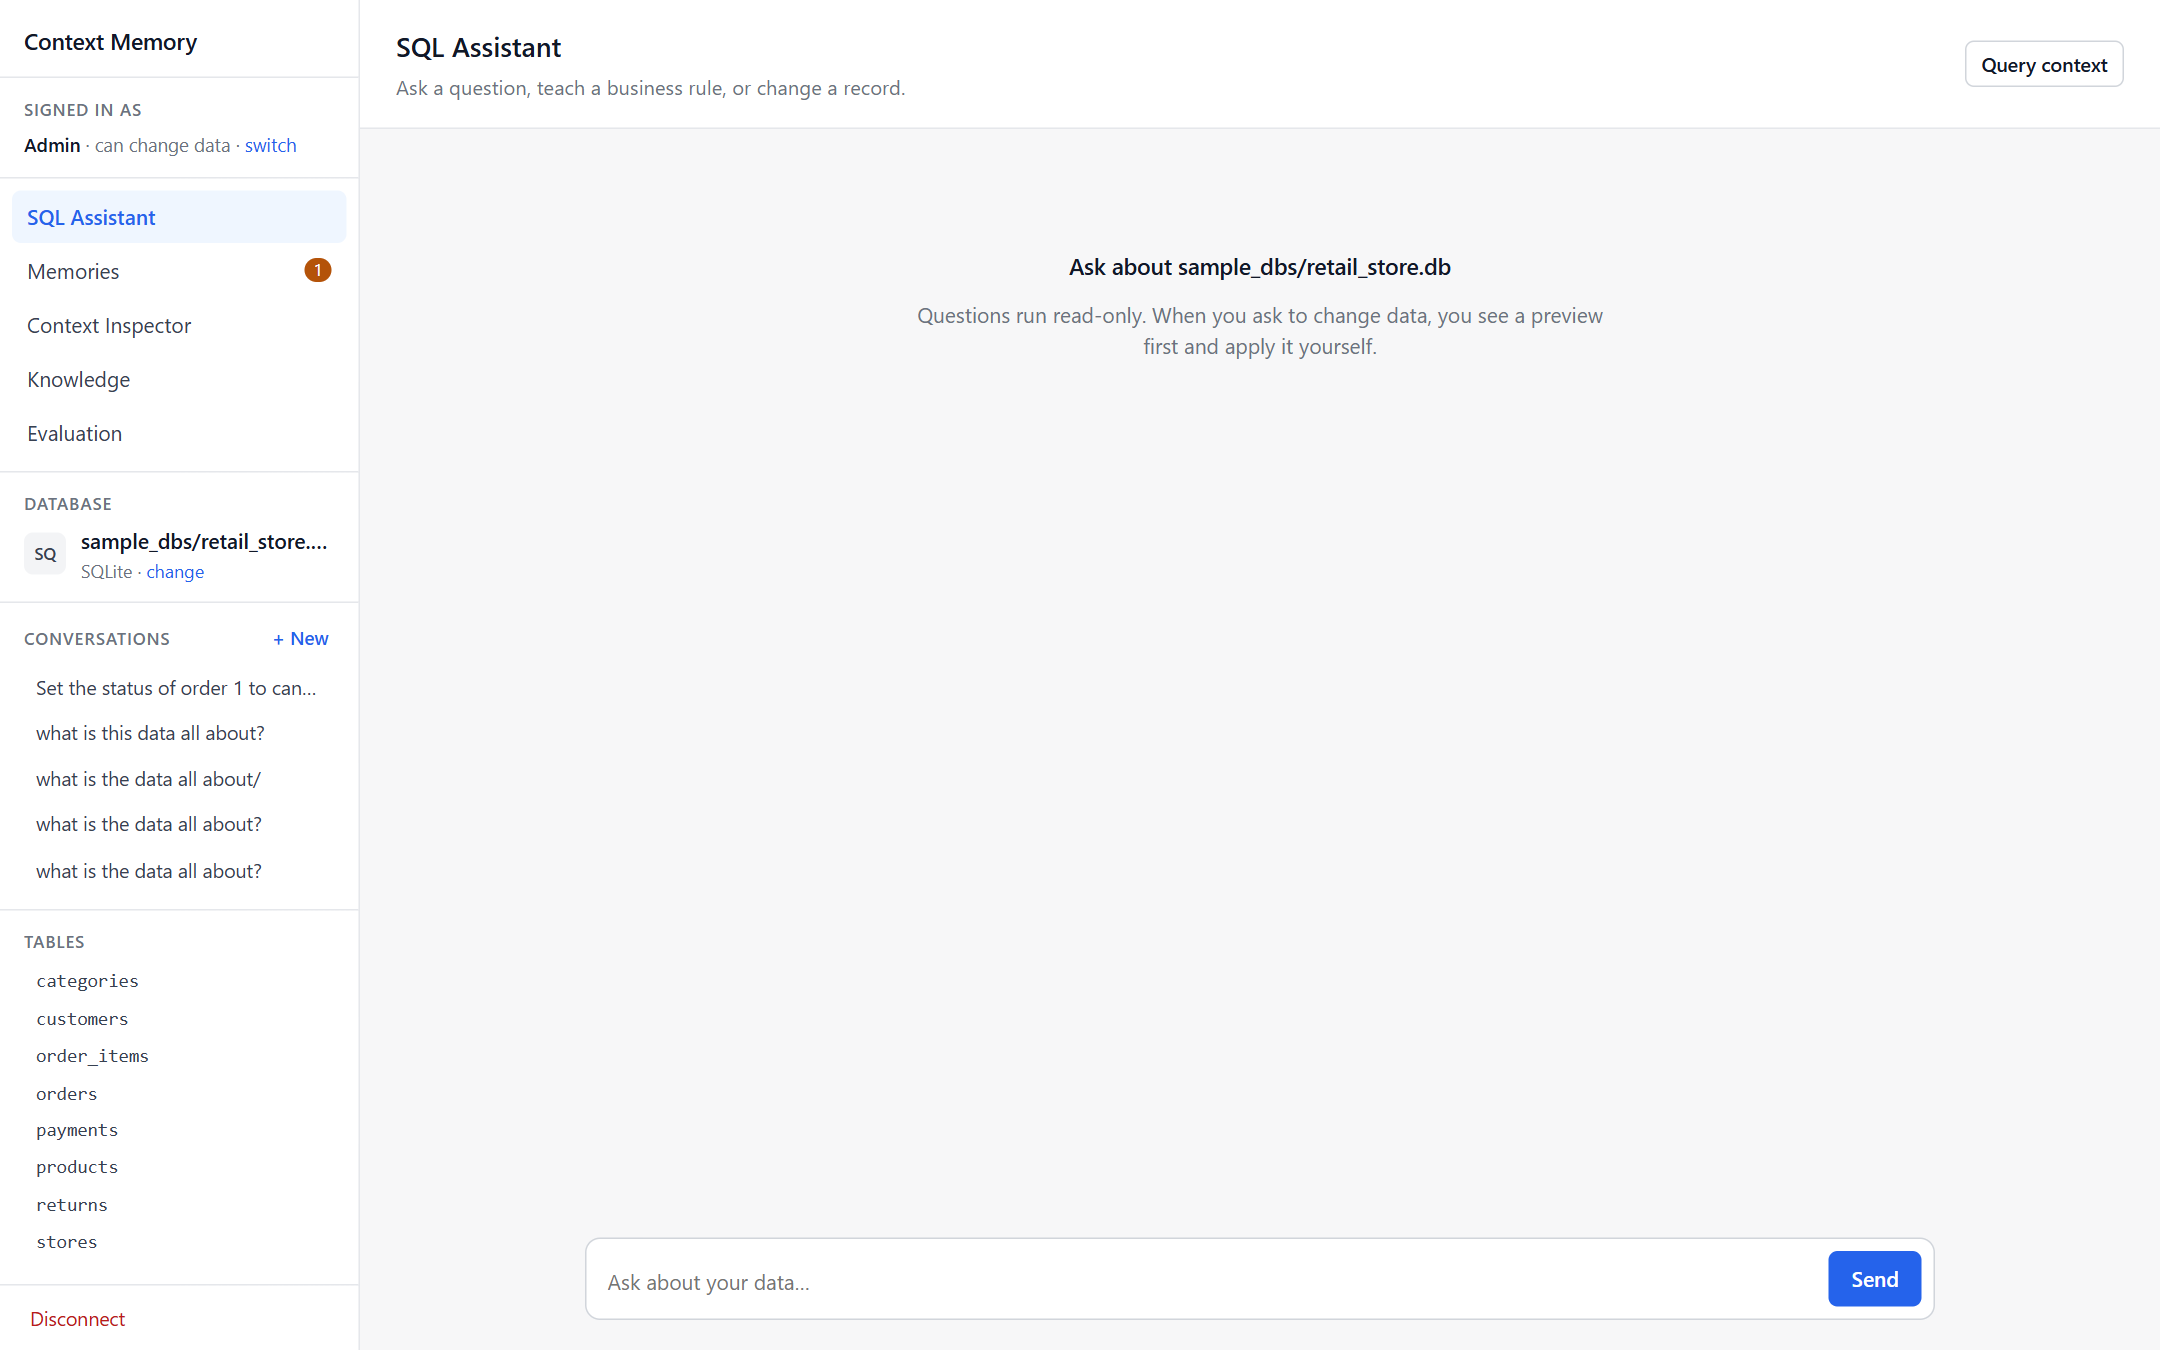 Context Memory
SIGNED IN AS
Admin · can change data · switch
SQL Assistant
Memories
1
Context Inspector
Knowledge
Evaluation
DATABASE
SQ
sample_dbs/retail_store....
SQLite · change
CONVERSATIONS
+ New
Set the status of order 1 to can...
what is this data all about?
what is the data all about/
what is the data all about?
what is the data all about?
TABLES
categories
customers
order_items
orders
payments
products
returns
stores
Disconnect
SQL Assistant
Ask a question, teach a business rule, or change a record.
Query context
Ask about sample_dbs/retail_store.db
Questions run read-only. When you ask to change data, you see a preview
first and apply it yourself.
Ask about your data...
Send